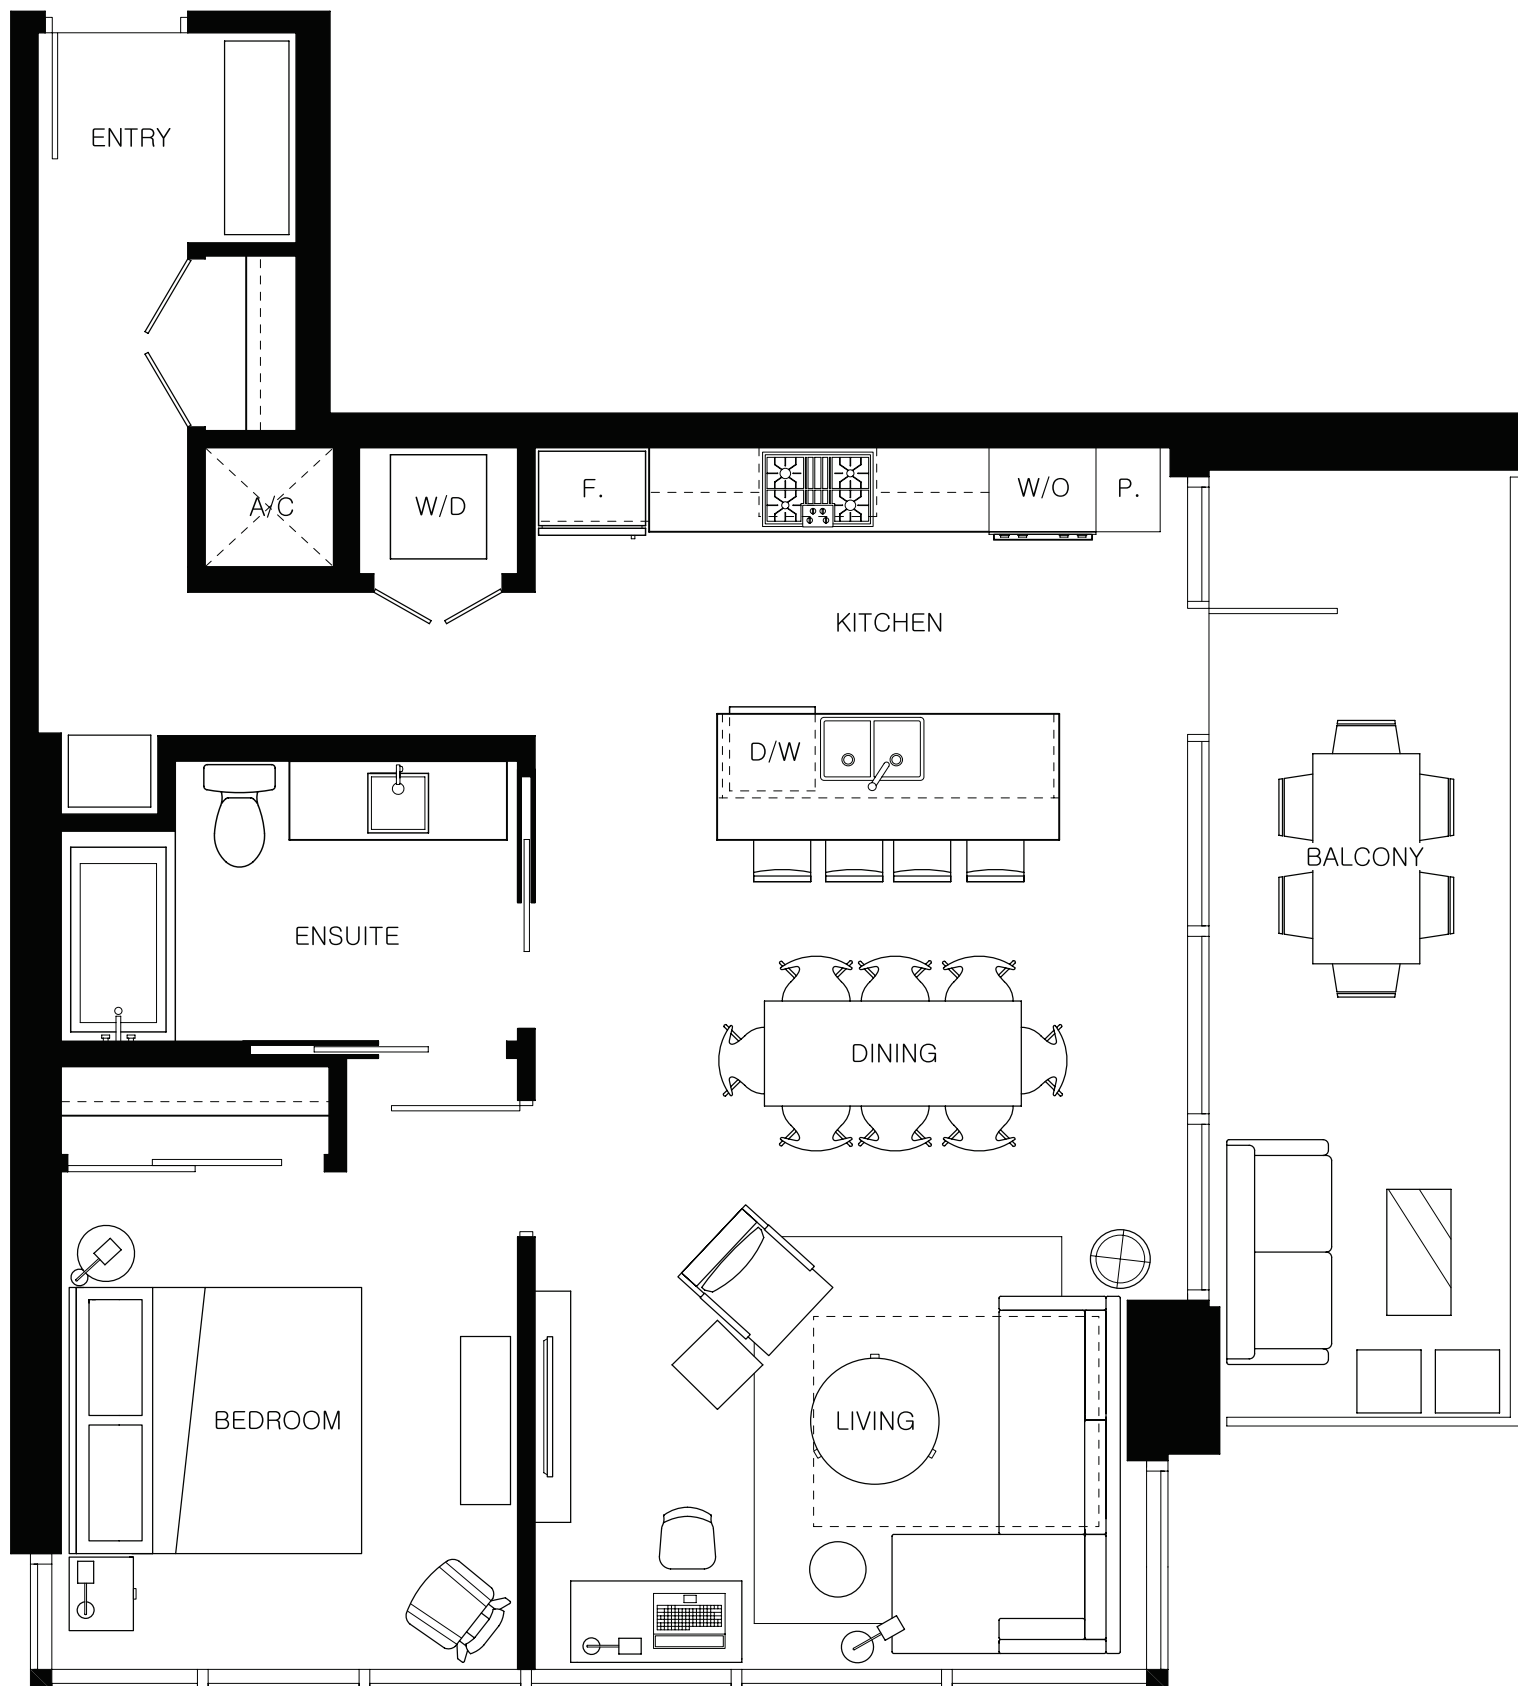 ENTRY
A/C
W/D
F.
W/O
P.
KITCHEN
D/W
BALCONY
ENSUITE
DINING
BEDROOM
LIVING